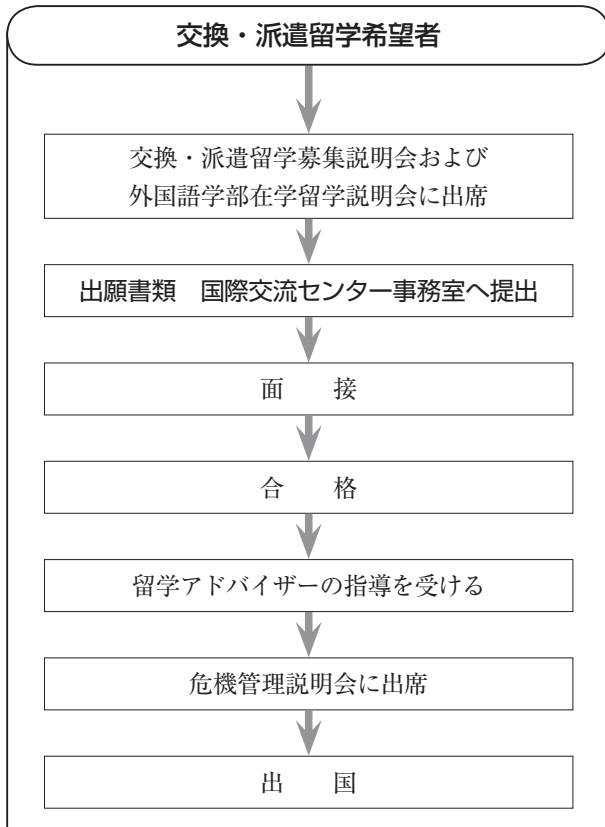 交換・派遣留学希望者
交換・派遣留学募集説明会および
外国語学部在学留学説明会に出席
出願書類　国際交流センター事務室へ提出
面　　接
合　　格
留学アドバイザーの指導を受ける
危機管理説明会に出席
出　　国